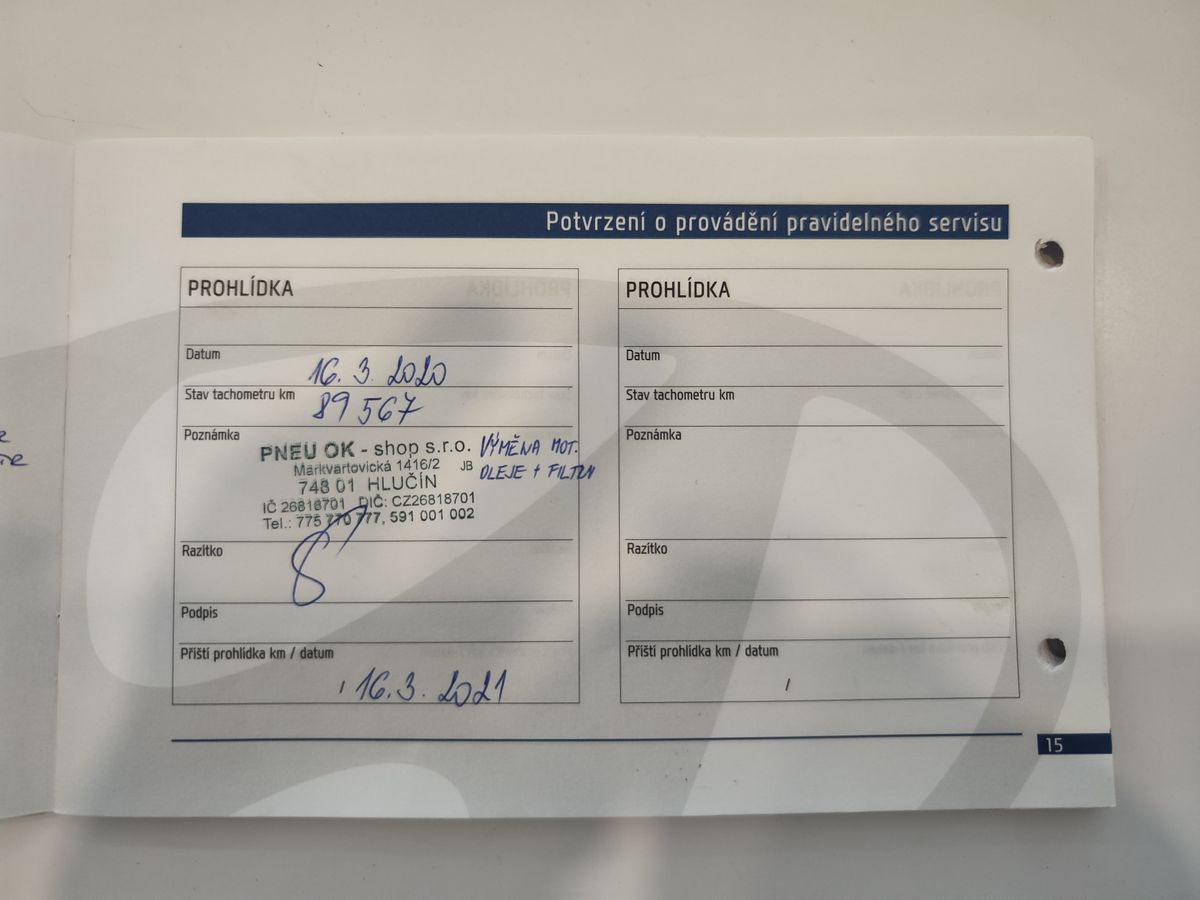 Potvrzení o provádění pravidelného servisu
PROHLÍDKA
Datum
16. 3. 2020
Stav tachometru km
89 567
Poznámka
PNEU OK - shop s.r.o.
Markvartovická 1416/2 JB
748 01 HLUČÍN
IČ 26818701 DIČ: CZ26818701
Tel.: 775 770 777, 591 001 002
VÝMĚNA MOT.
OLEJE + FILTRŮ
Razítko
Podpis
Příští prohlídka km / datum
/ 16. 3. 2021
PROHLÍDKA
Datum
Stav tachometru km
Poznámka
Razítko
Podpis
Příští prohlídka km / datum
/
15